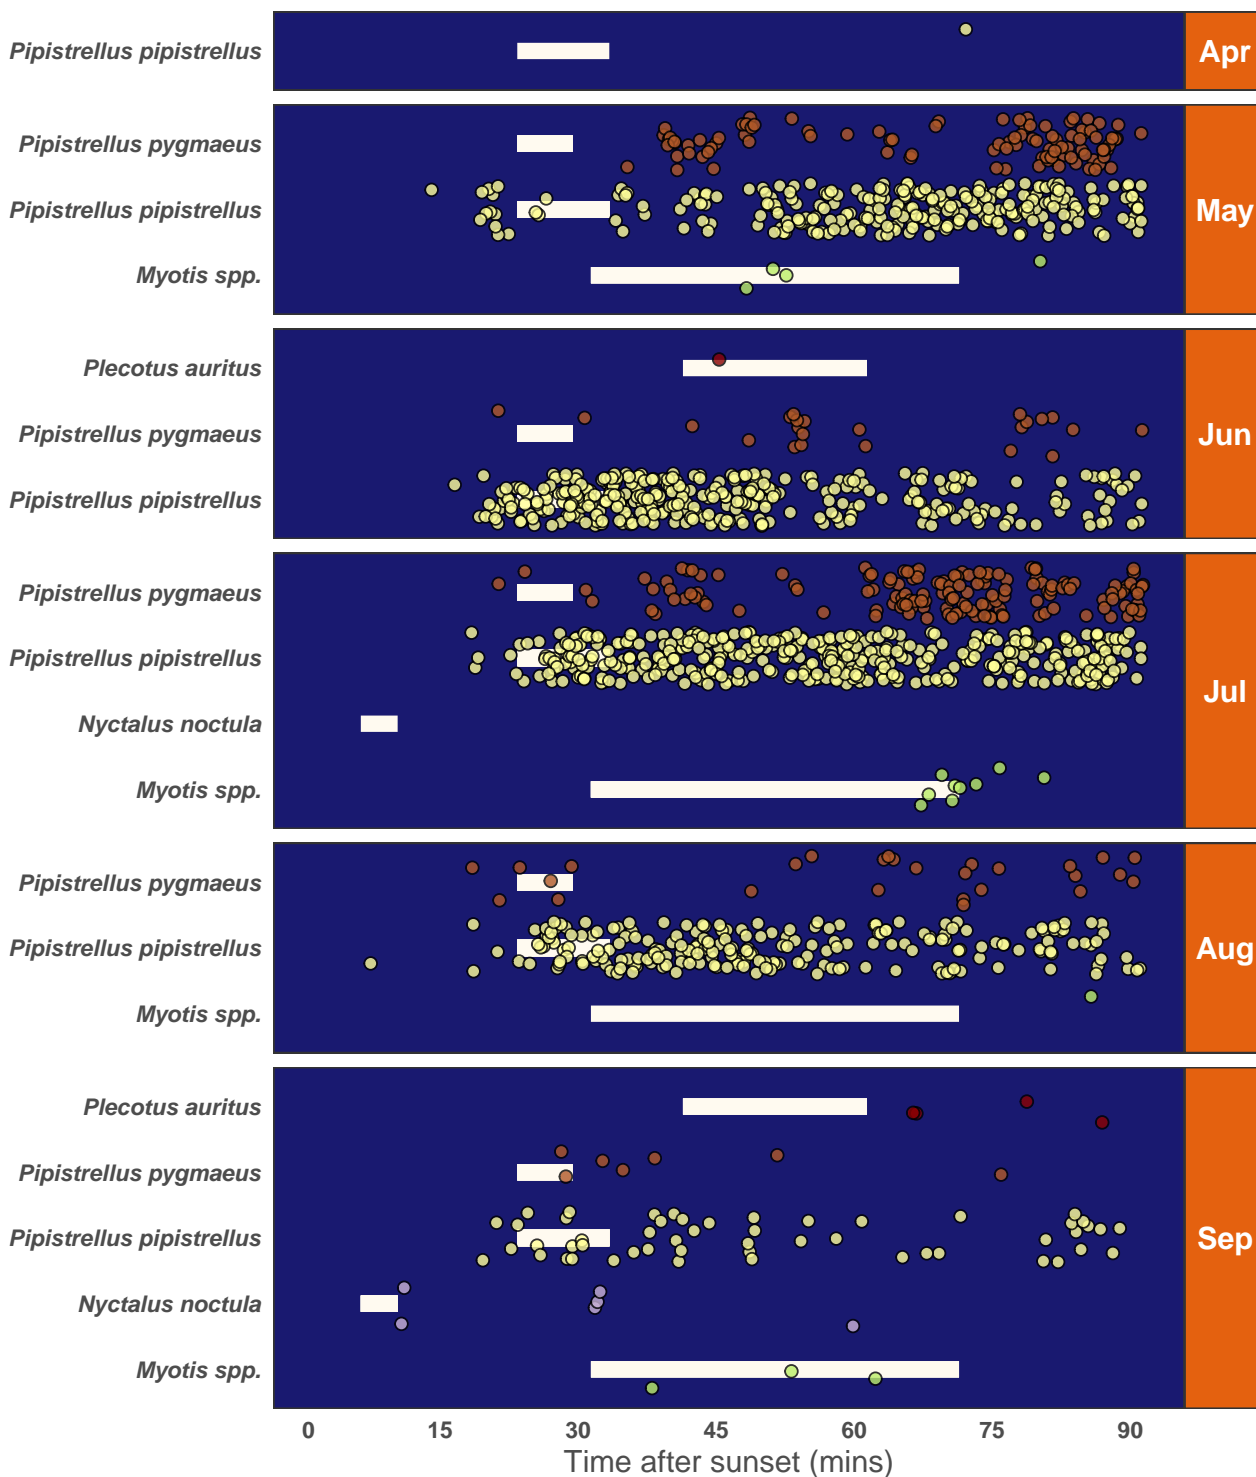 Pipistrellus pipistrellus
Apr
Pipistrellus pygmaeus
Pipistrellus pipistrellus
Myotis spp.
May
Plecotus auritus
Pipistrellus pygmaeus
Pipistrellus pipistrellus
Jun
Pipistrellus pygmaeus
Pipistrellus pipistrellus
Nyctalus noctula
Myotis spp.
Jul
Pipistrellus pygmaeus
Pipistrellus pipistrellus
Myotis spp.
Aug
Plecotus auritus
Pipistrellus pygmaeus
Pipistrellus pipistrellus
Nyctalus noctula
Myotis spp.
Sep
0 15 30 45 60 75 90
Time after sunset (mins)